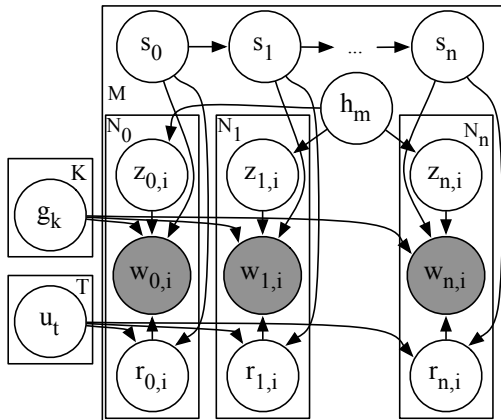 s0 s1 ... sn
M hm
N0 N1 Nn
z0,i z1,i zn,i
K
gk
w0,i w1,i wn,i
T
ut
r0,i r1,i rn,i